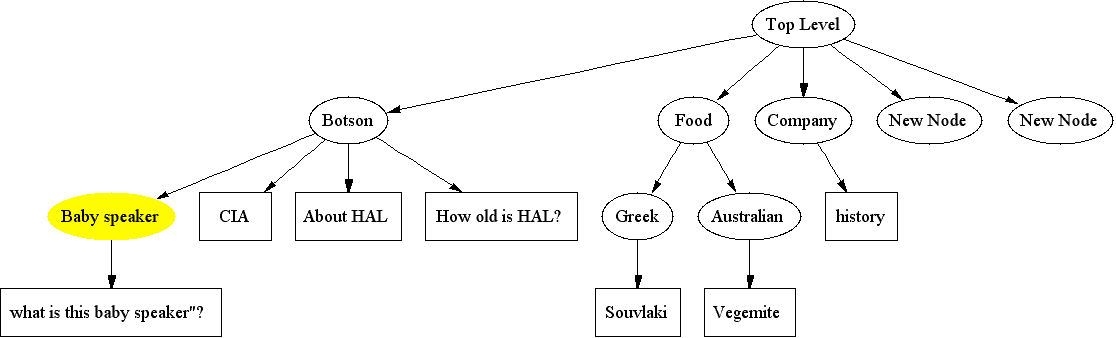 Top Level
Botson
Food
Company
New Node
New Node
Baby speaker
CIA
About HAL
How old is HAL?
Greek
Australian
history
what is this baby speaker"?
Souvlaki
Vegemite